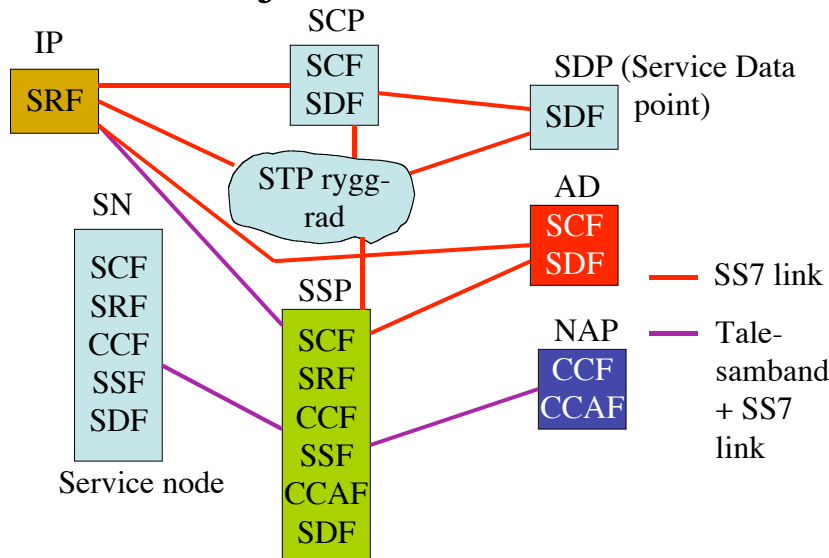 IP
SRF
SCP
SCF
SDF
SDP (Service Data
point)
SDF
STP rygg-
rad
SN
SCF
SRF
CCF
SSF
SDF
Service node
SSP
SCF
SRF
CCF
SSF
CCAF
SDF
AD
SCF
SDF
NAP
CCF
CCAF
SS7 link
Tale-
samband
+ SS7
link